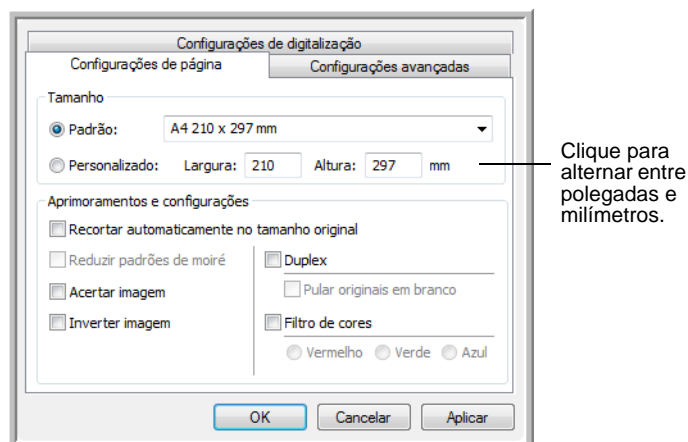 Configurações de digitalização
Configurações de página
Configurações avançadas
Tamanho
Padrão: A4 210 x 297 mm
Personalizado: Largura: 210 Altura: 297 mm
Clique para
alternar entre
polegadas e
milímetros.
Aprimoramentos e configurações
Recortar automaticamente no tamanho original
Reduzir padrões de moiré
Acertar imagem
Inverter imagem
Duplex
Pular originais em branco
Filtro de cores
Vermelho Verde Azul
OK Cancelar Aplicar